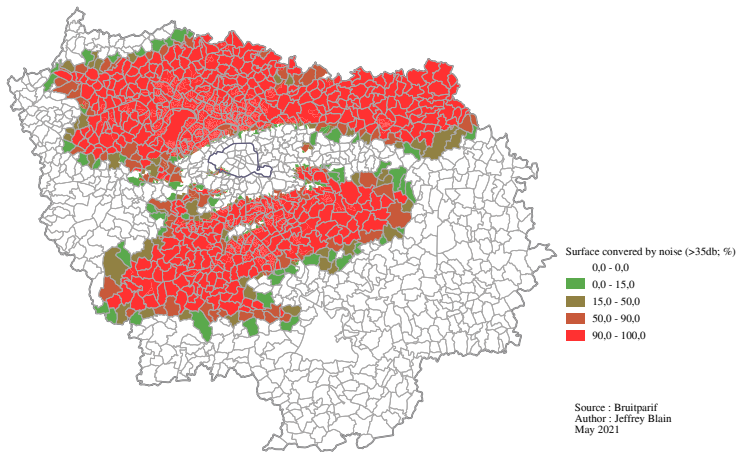 Surface convered by noise (>35db; %)
0,0 - 0,0
0,0 - 15,0
15,0 - 50,0
50,0 - 90,0
90,0 - 100,0
Source : Bruitparif
Author : Jeffrey Blain
May 2021